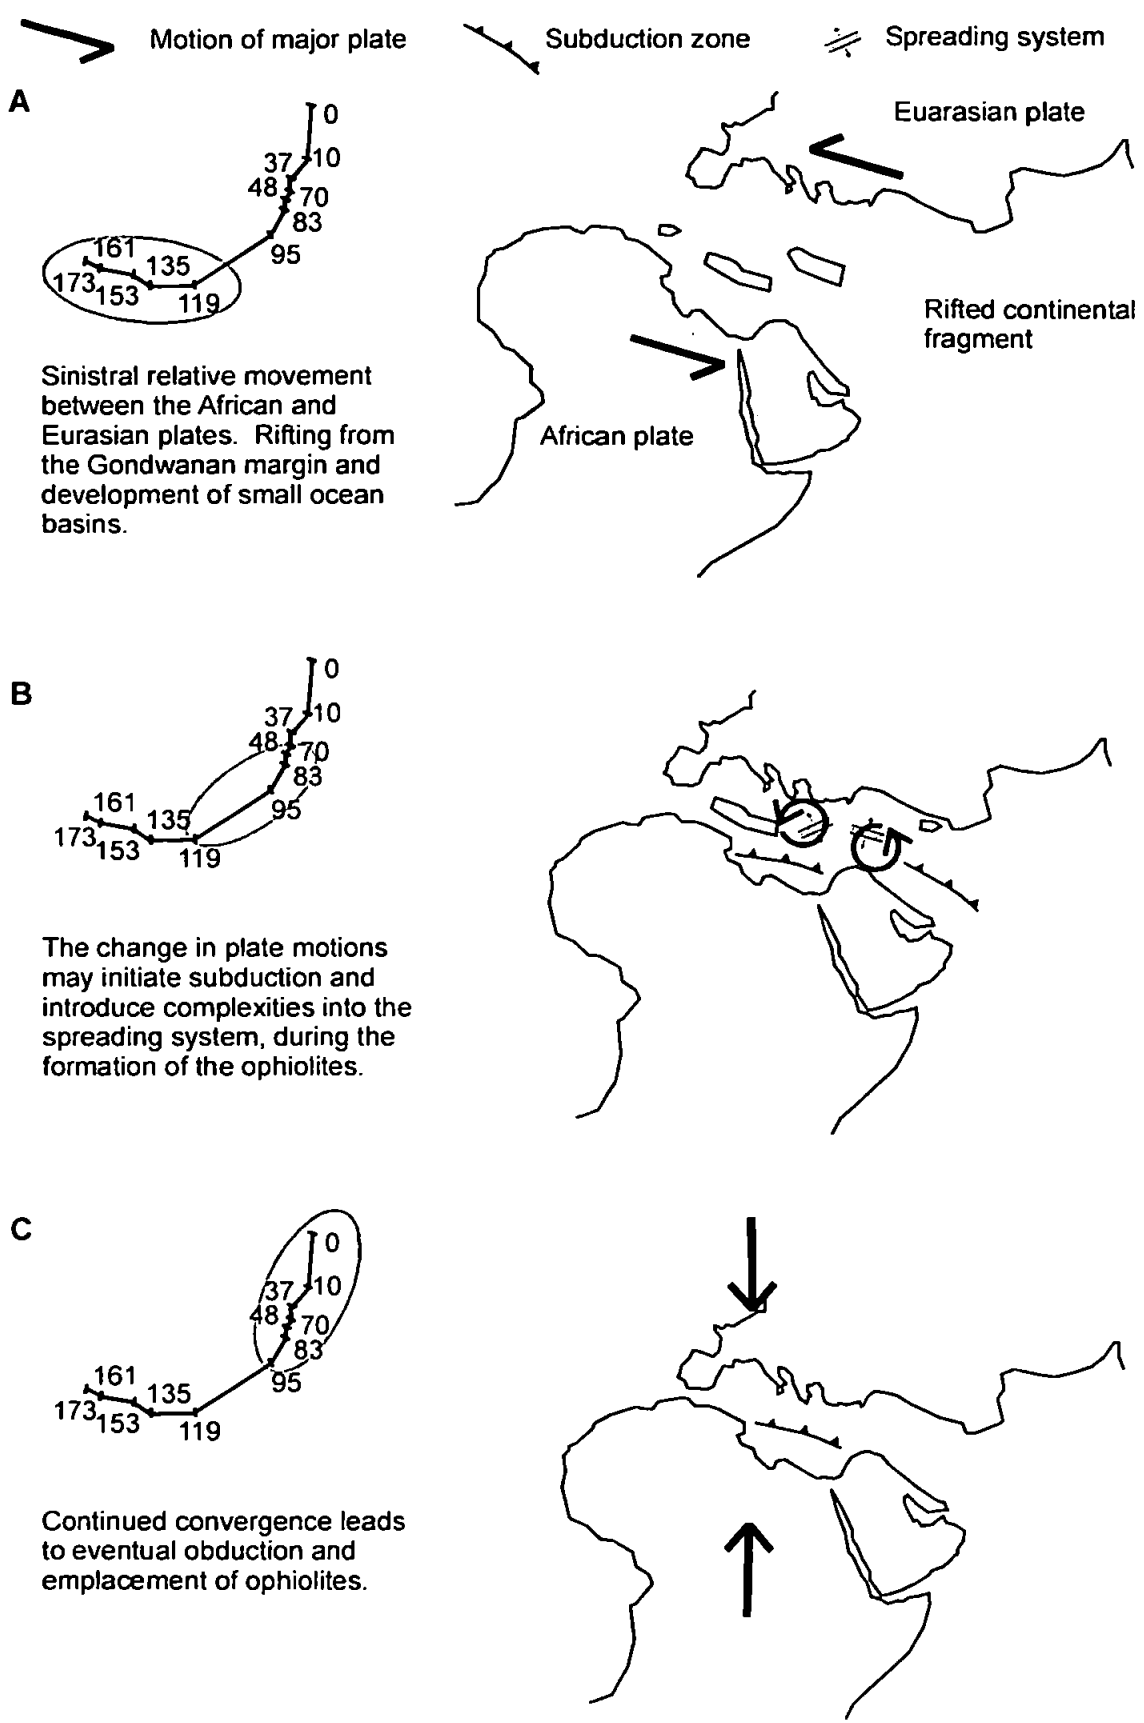 Motion of major plate
Subduction zone
Spreading system
A
0
10
37
48
70
83
95
161
135
173
153
119
Euarasian plate
Rifted continental
fragment
African plate
Sinistral relative movement
between the African and
Eurasian plates. Rifting from
the Gondwanan margin and
development of small ocean
basins.
B
0
10
37
48
70
83
95
161
135
173
153
119
The change in plate motions
may initiate subduction and
introduce complexities into the
spreading system, during the
formation of the ophiolites.
C
0
10
37
48
70
83
95
161
135
173
153
119
Continued convergence leads
to eventual obduction and
emplacement of ophiolites.